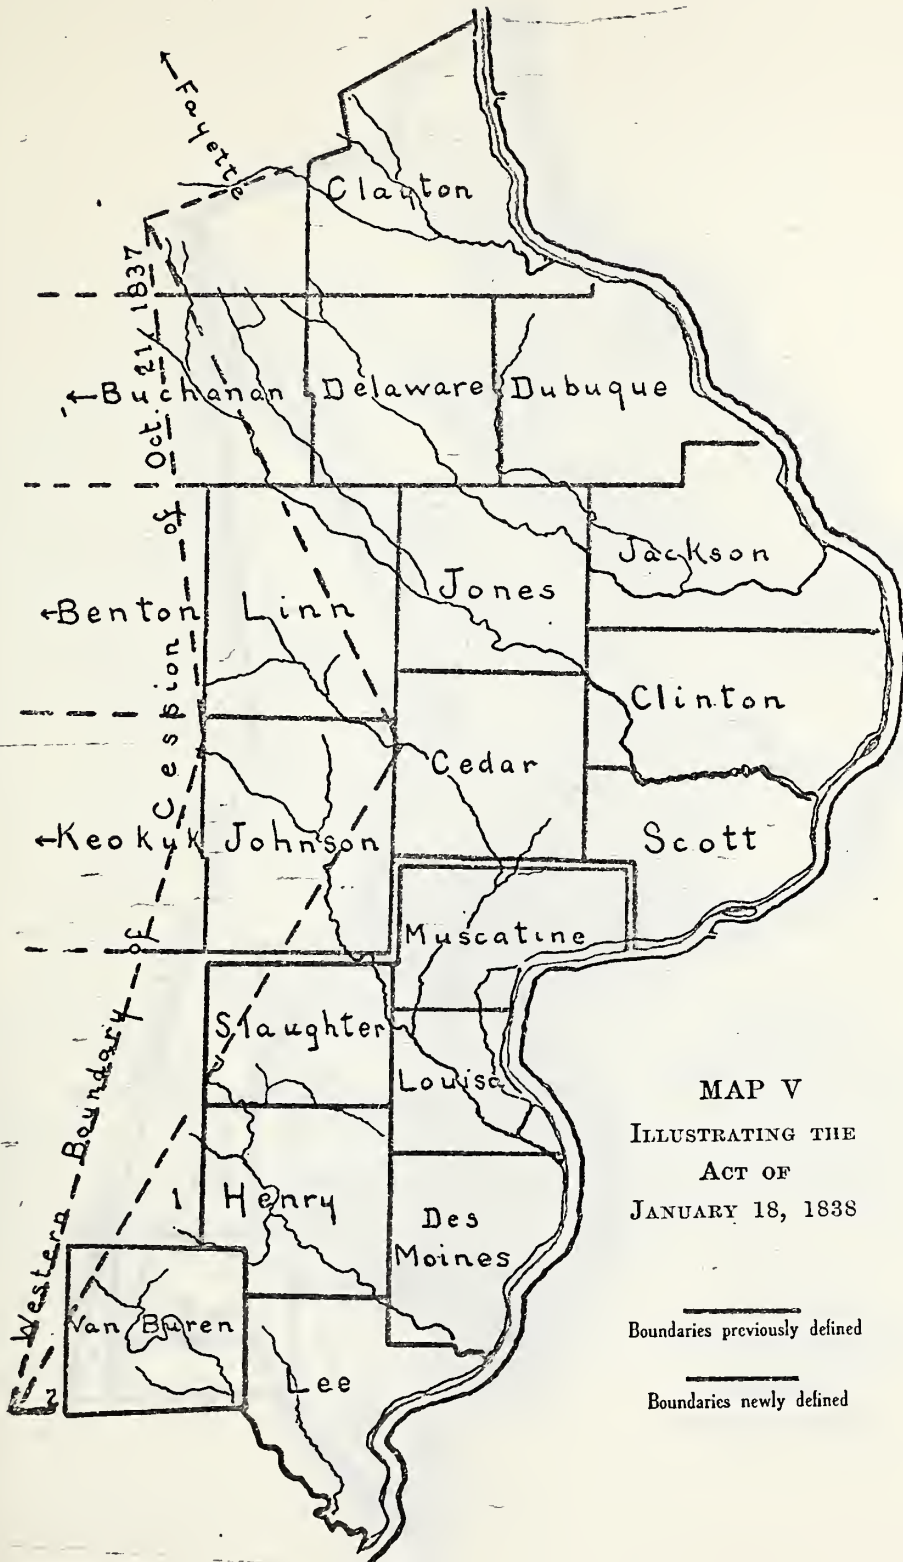 ←Fayette
Clayton
←Buchanan
Delaware
Dubuque
←Benton
Linn
Jones
Jackson
Clinton
←Keokuk
Johnson
Cedar
Scott
Muscatine
Slaughter
Louisa
1
Henry
Des
Moines
Van Buren
Lee
2
Western Boundary of Cession of Oct. 21, 1837
MAP V
ILLUSTRATING THE
ACT OF
JANUARY 18, 1838
Boundaries previously defined
Boundaries newly defined